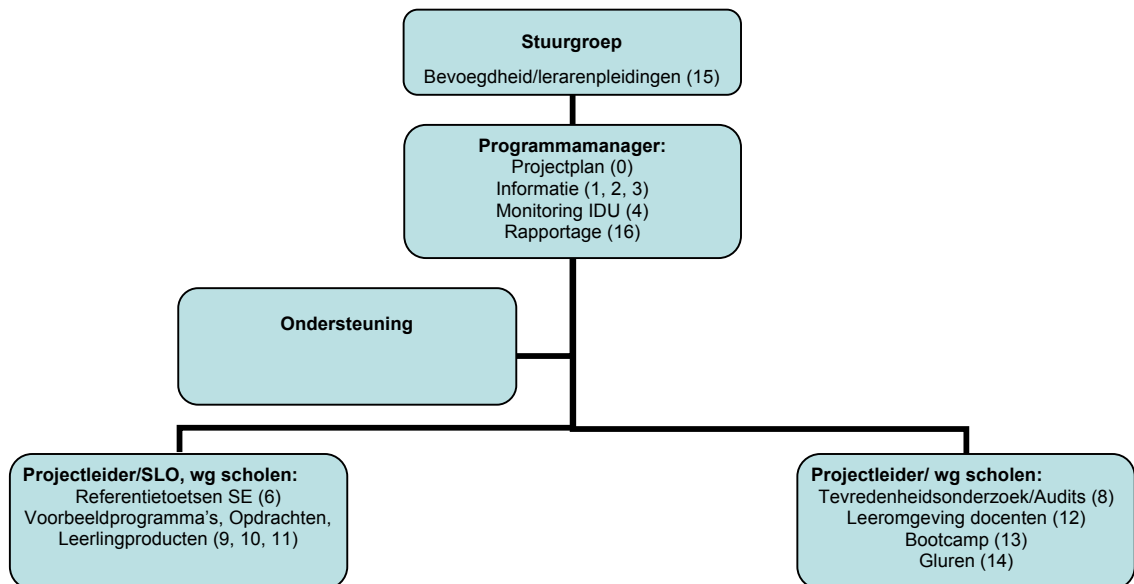 Stuurgroep
Bevoegdheid/lerarenpleidingen (15)
Programmamanager:
Projectplan (0)
Informatie (1, 2, 3)
Monitoring IDU (4)
Rapportage (16)
Ondersteuning
Projectleider/SLO, wg scholen:
Referentietoetsen SE (6)
Voorbeeldprogramma’s, Opdrachten,
Leerlingproducten (9, 10, 11)
Projectleider/ wg scholen:
Tevredenheidsonderzoek/Audits (8)
Leeromgeving docenten (12)
Bootcamp (13)
Gluren (14)